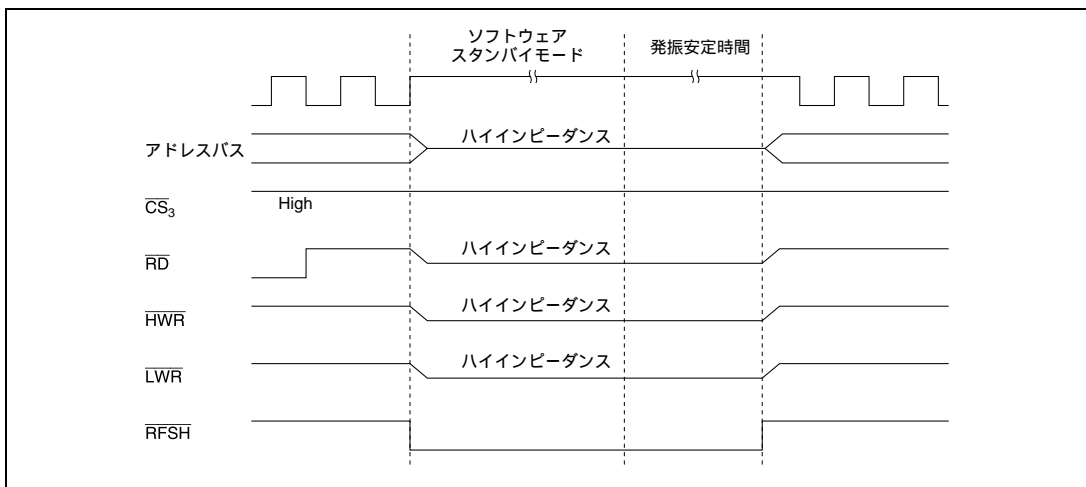 ソフトウェア
スタンバイモード
発振安定時間
アドレスバス
ハイインピーダンス
CS3
High
RD
ハイインピーダンス
HWR
ハイインピーダンス
LWR
ハイインピーダンス
RFSH